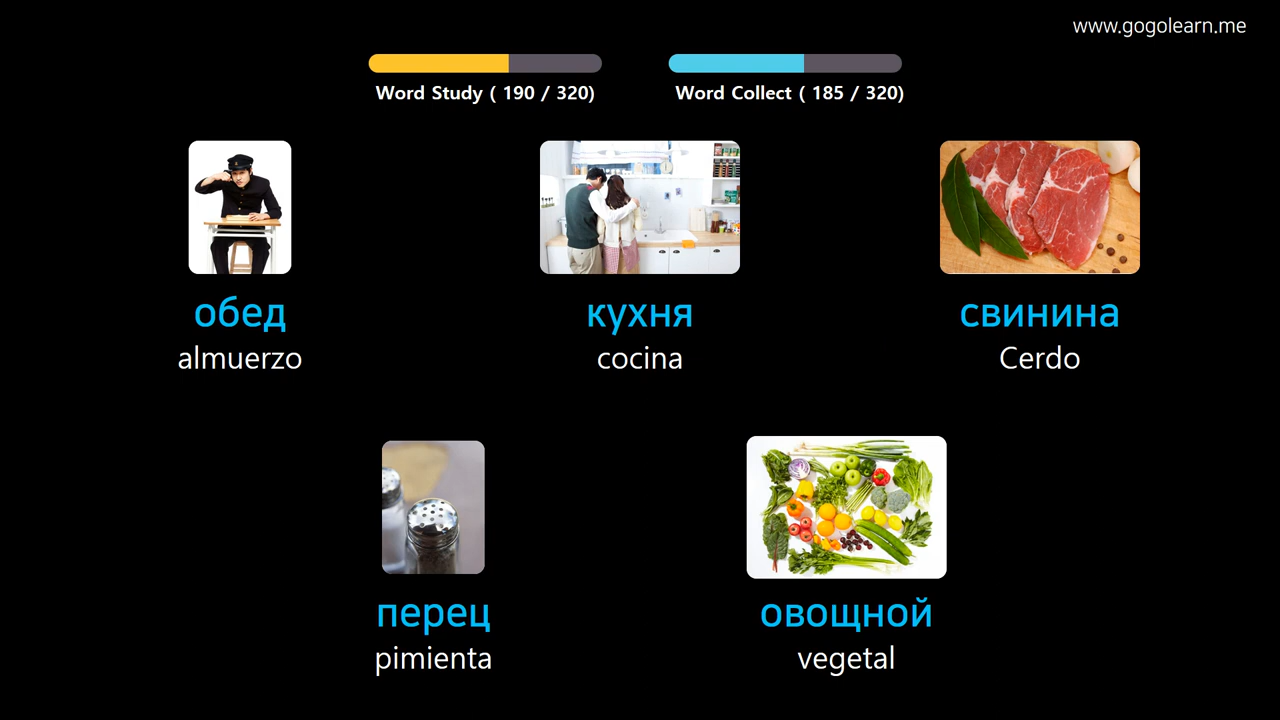 www.gogolearn.me
Word Study ( 190 / 320)
Word Collect ( 185 / 320)
обед
almuerzo
кухня
cocina
свинина
Cerdo
перец
pimienta
овощной
vegetal